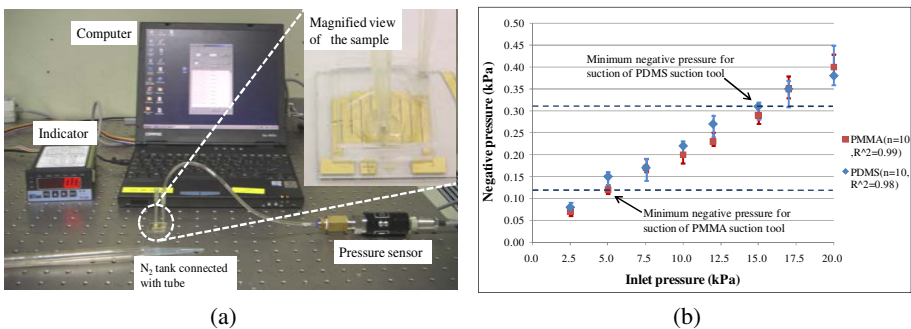 Computer
Magnified view
of the sample
Indicator
N₂ tank connected
with tube
Pressure sensor
(a)
Negative pressure (kPa)
0.50
0.45
0.40
0.35
0.30
0.25
0.20
0.15
0.10
0.05
0.00
0.0 2.5 5.0 7.5 10.0 12.5 15.0 17.5 20.0
Inlet pressure (kPa)
Minimum negative pressure for
suction of PDMS suction tool
Minimum negative pressure for
suction of PMMA suction tool
PMMA(n=10
,R^2=0.99)
PDMS(n=10,
R^2=0.98)
(b)